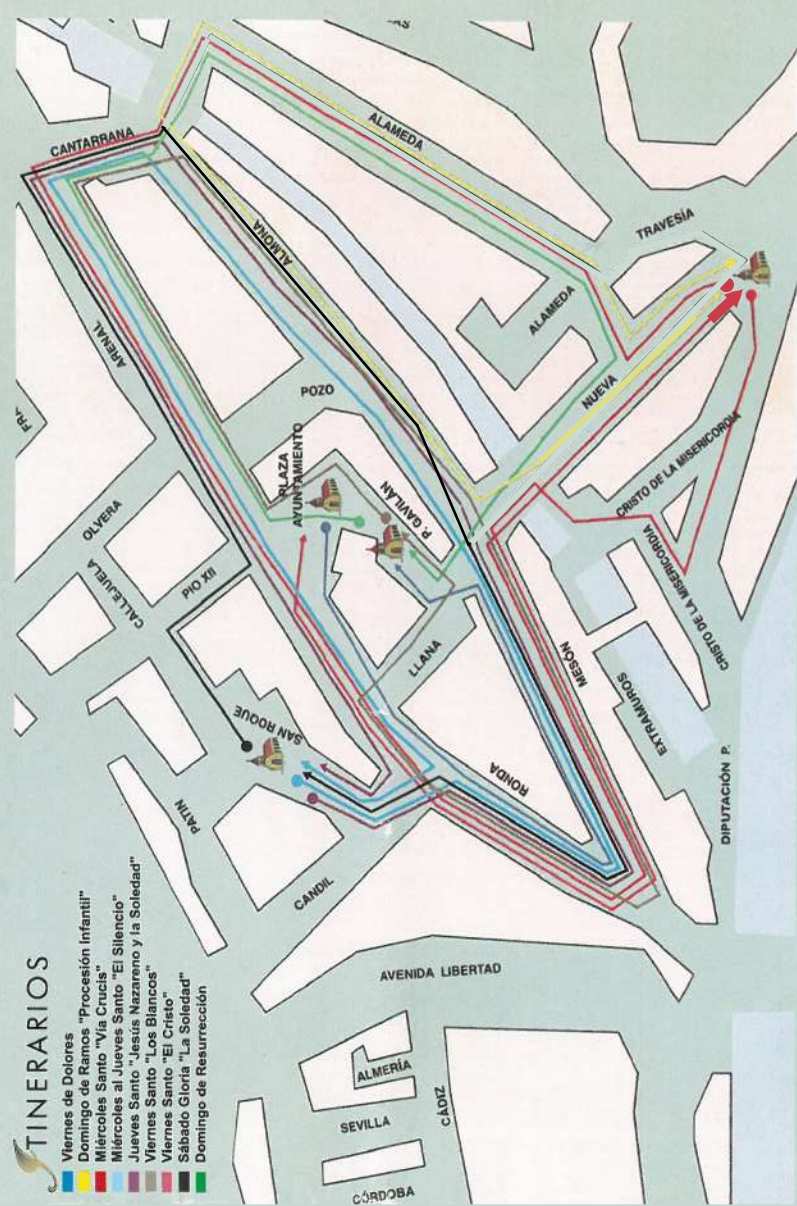 ITINERARIOS
Viernes de Dolores
Domingo de Ramos "Procesión Infantil"
Miércoles Santo "Vía Crucis"
Miércoles al Jueves Santo "El Silencio"
Jueves Santo "Jesús Nazareno y la Soledad"
Viernes Santo "Los Blancos"
Viernes Santo "El Cristo"
Sábado Gloria "La Soledad"
Domingo de Resurrección
CANTARRANA
ALAMEDA
ALMONA
TRAVESÍA
ARENAL
ALAMEDA
POZO
NUEVA
PLAZA
AYUNTAMIENTO
P. GAVILÁN
CRISTO DE LA MISERICORDIA
OLVERA
CALLEJUELA
PIO XII
CRISTO DE LA MISERICORDIA
LLANA
MESÓN
EXTRAMUROS
SAN ROQUE
RONDA
DIPUTACIÓN P.
PATIN
CANDIL
AVENIDA LIBERTAD
ALMERÍA
SEVILLA
CÁDIZ
CÓRDOBA